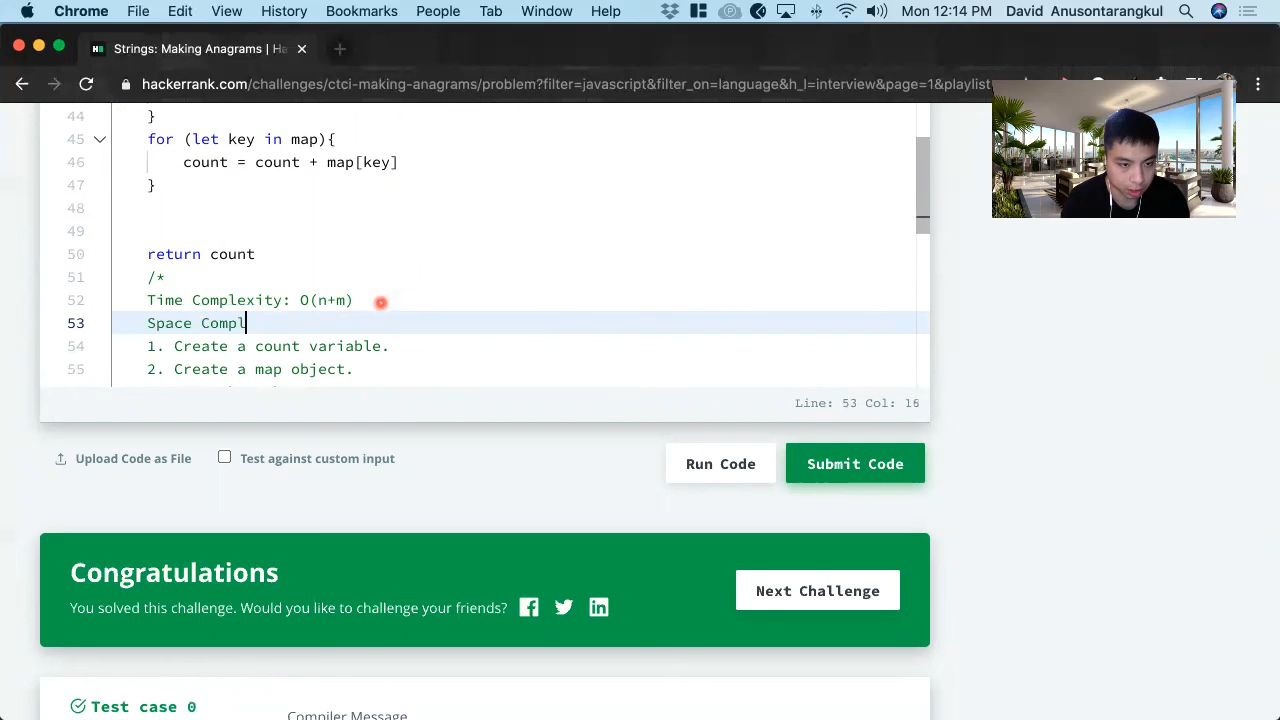 Chrome File Edit View History Bookmarks People Tab Window Help Mon 12:14 PM David Anusontarangkul
Strings: Making Anagrams | Ha
hackerrank.com/challenges/ctci-making-anagrams/problem?filter=javascript&filter_on=language&h_l=interview&page=1&playlist
44 }
45 for (let key in map){
46 count = count + map[key]
47 }
48
49
50 return count
51 /*
52 Time Complexity: O(n+m)
53 Space Compl
54 1. Create a count variable.
55 2. Create a map object.
Line: 53 Col: 16
Upload Code as File Test against custom input Run Code Submit Code
Congratulations
You solved this challenge. Would you like to challenge your friends?
Next Challenge
Test case 0
Compiler Message